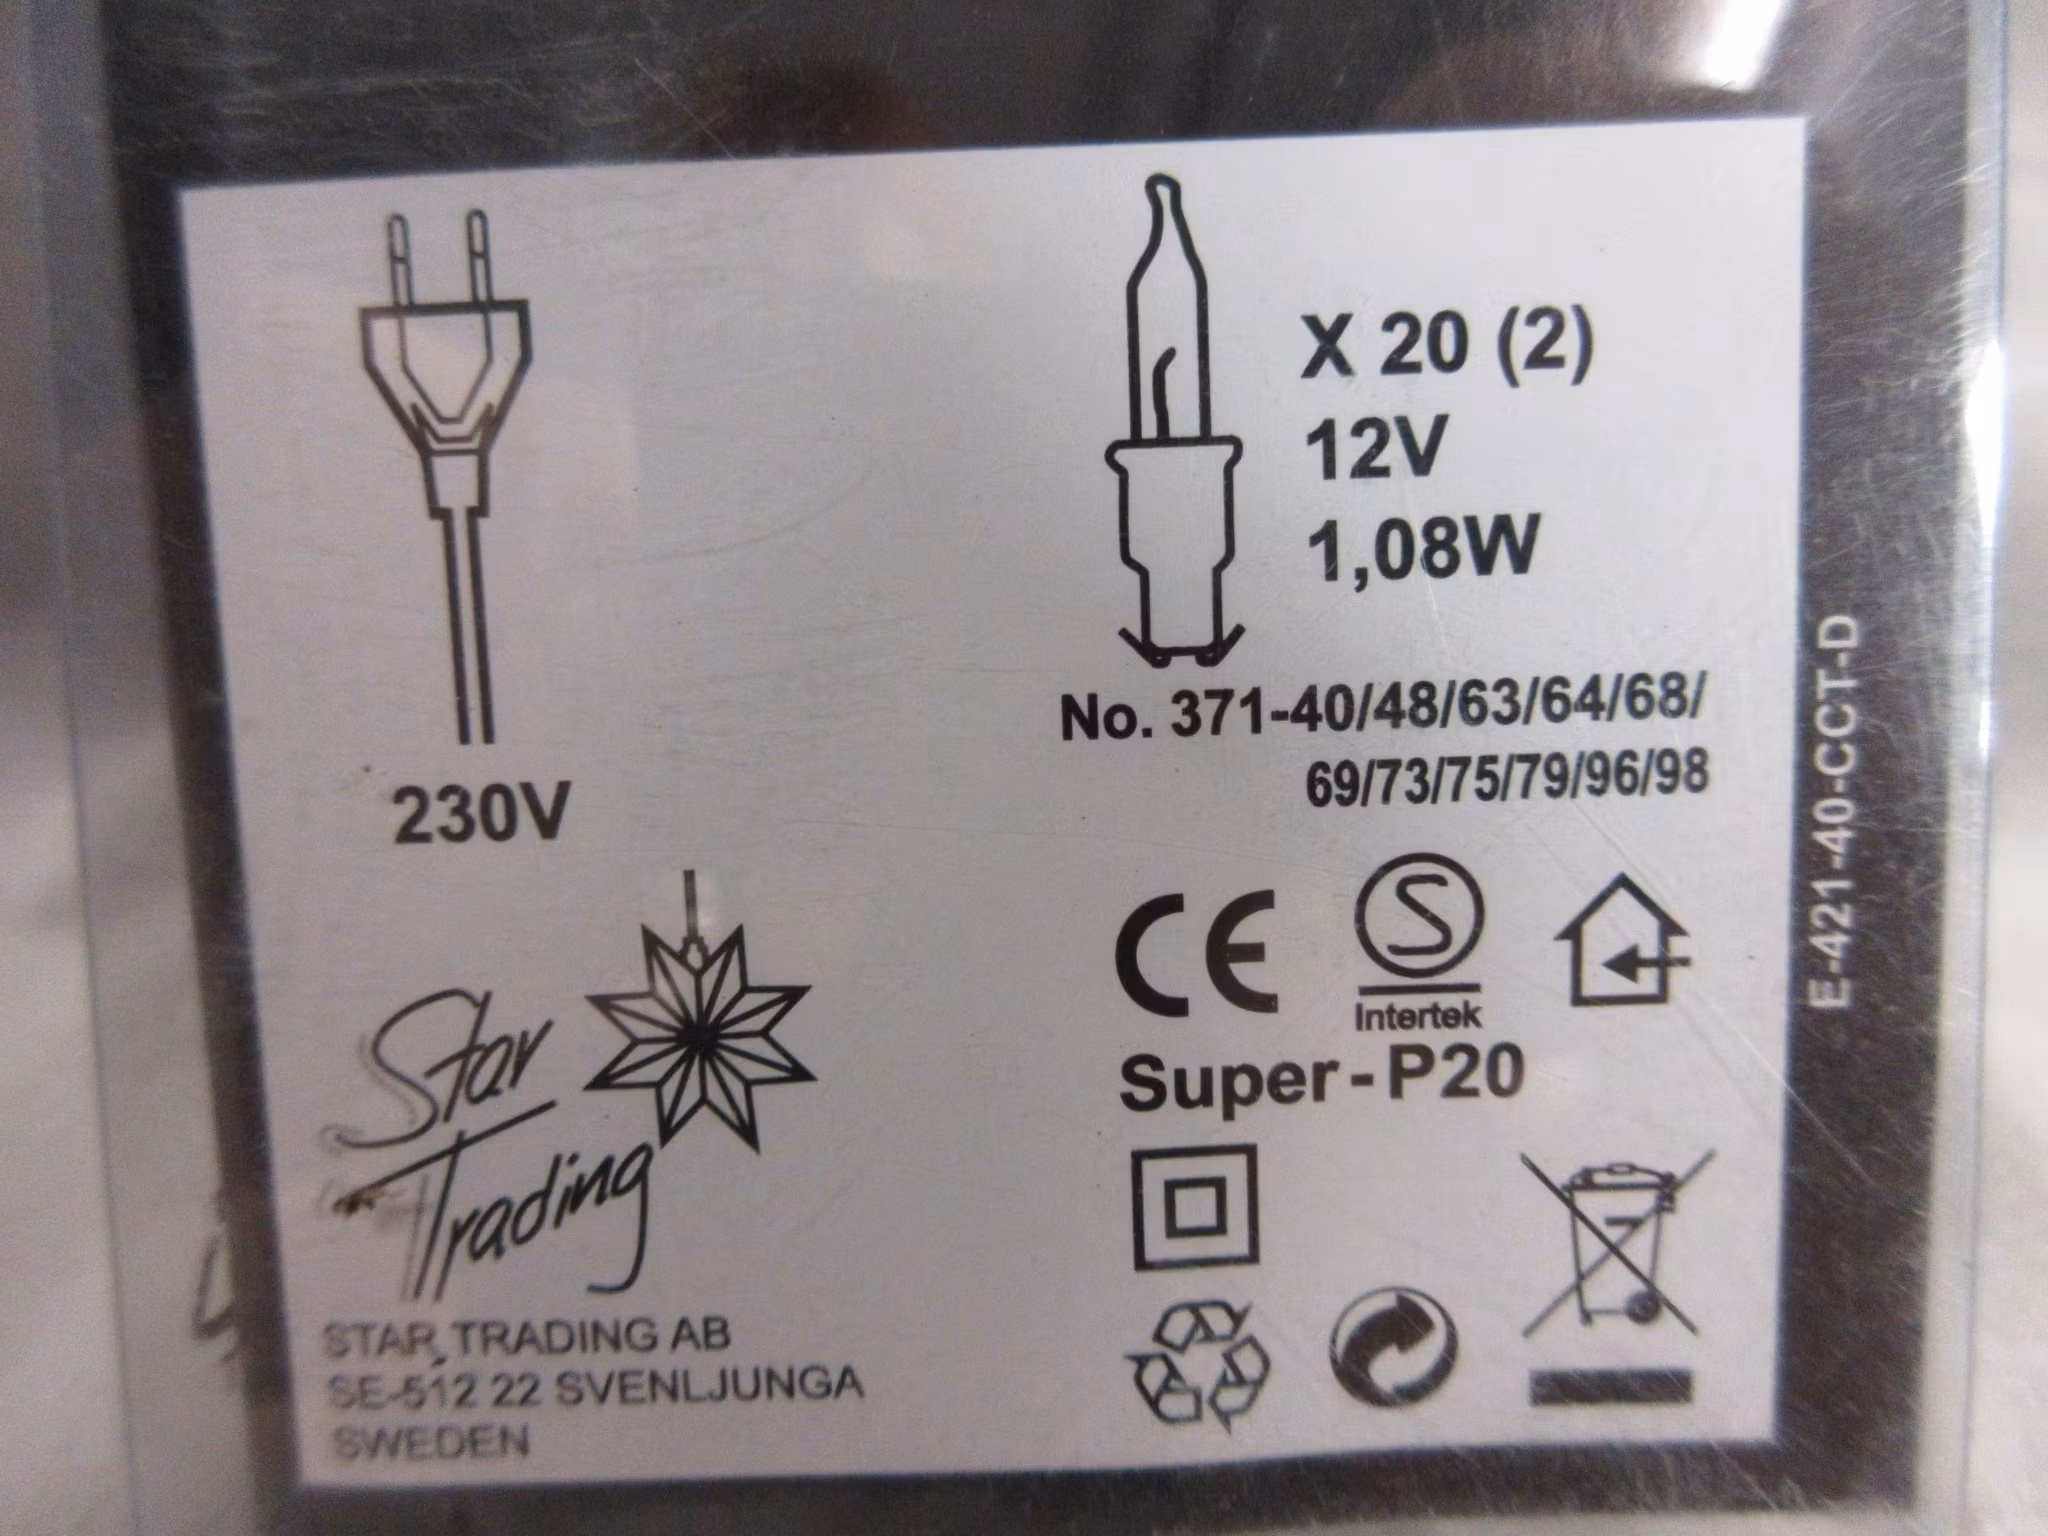 X 20 (2)
12V
1,08W
No. 371-40/48/63/64/68/
69/73/75/79/96/98
230V
CE
S
Intertek
Super-P20
Star
Trading
STAR TRADING AB
SE-512 22 SVENLJUNGA
SWEDEN
E-421-40-CCT-D